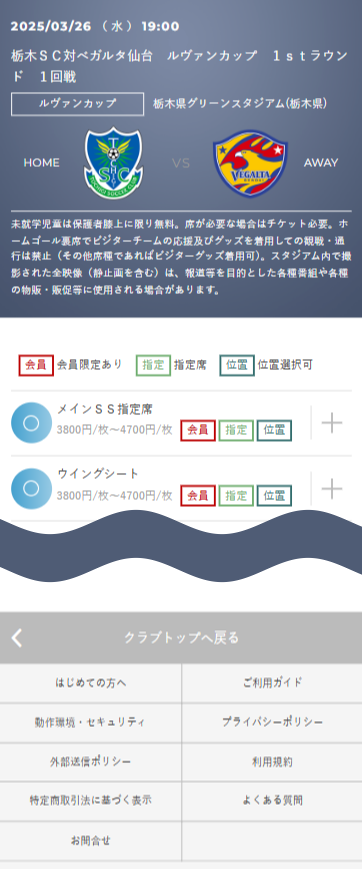 2025/03/26 （ 水 ） 19:00
栃木ＳＣ対ベガルタ仙台　ルヴァンカップ　１ｓｔラウン
ド　１回戦
ルヴァンカップ 栃木県グリーンスタジアム(栃木県)
HOME VS AWAY
TSC
TOCHIGI SOCCER CLUB
VEGALTA
SENDAI
未就学児童は保護者膝上に限り無料。席が必要な場合はチケット必要。ホ
ームゴール裏席でビジターチームの応援及びグッズを着用しての観戦・通
行は禁止（その他席種であればビジターグッズ着用可）。スタジアム内で撮
影された全映像（静止画を含む）は、報道等を目的とした各種番組や各種
の物販・販促等に使用される場合があります。
会員 会員限定あり 指定 指定席 位置 位置選択可
メインＳＳ指定席
3800円/枚〜4700円/枚 会員 指定 位置
ウイングシート
3800円/枚〜4700円/枚 会員 指定 位置
クラブトップへ戻る
はじめての方へ ご利用ガイド
動作環境・セキュリティ プライバシーポリシー
外部送信ポリシー 利用規約
特定商取引法に基づく表示 よくある質問
お問合せ